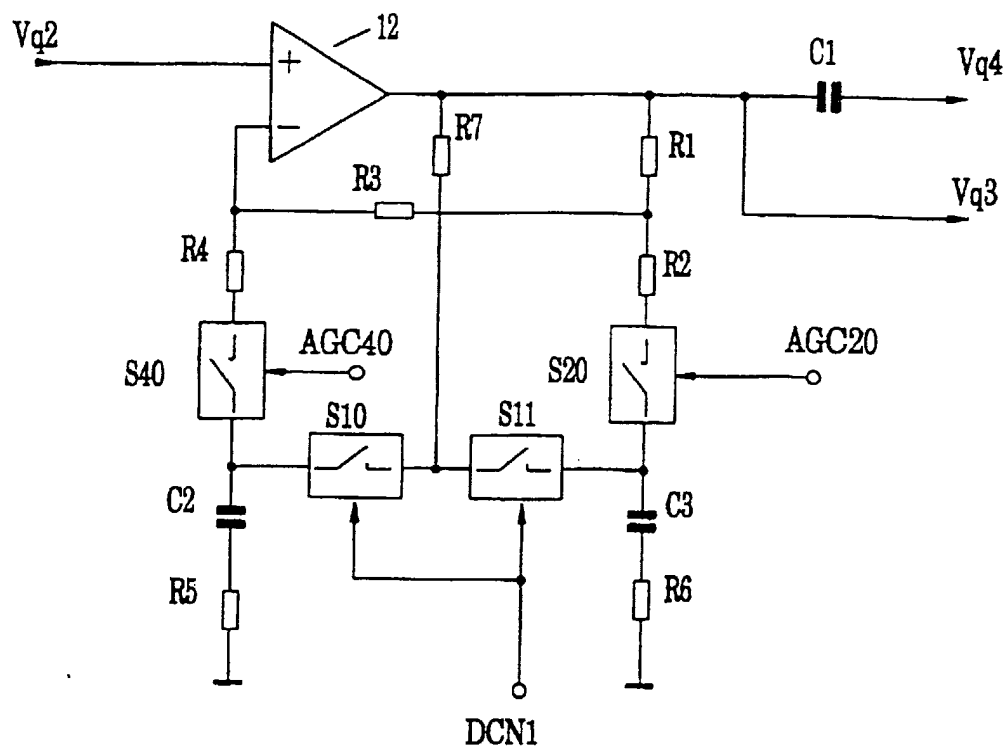 Vq2
12
C1
Vq4
R7
R1
R3
Vq3
+
−
R4
R2
AGC40
AGC20
S40
S20
S10
S11
C2
C3
R5
R6
DCN1